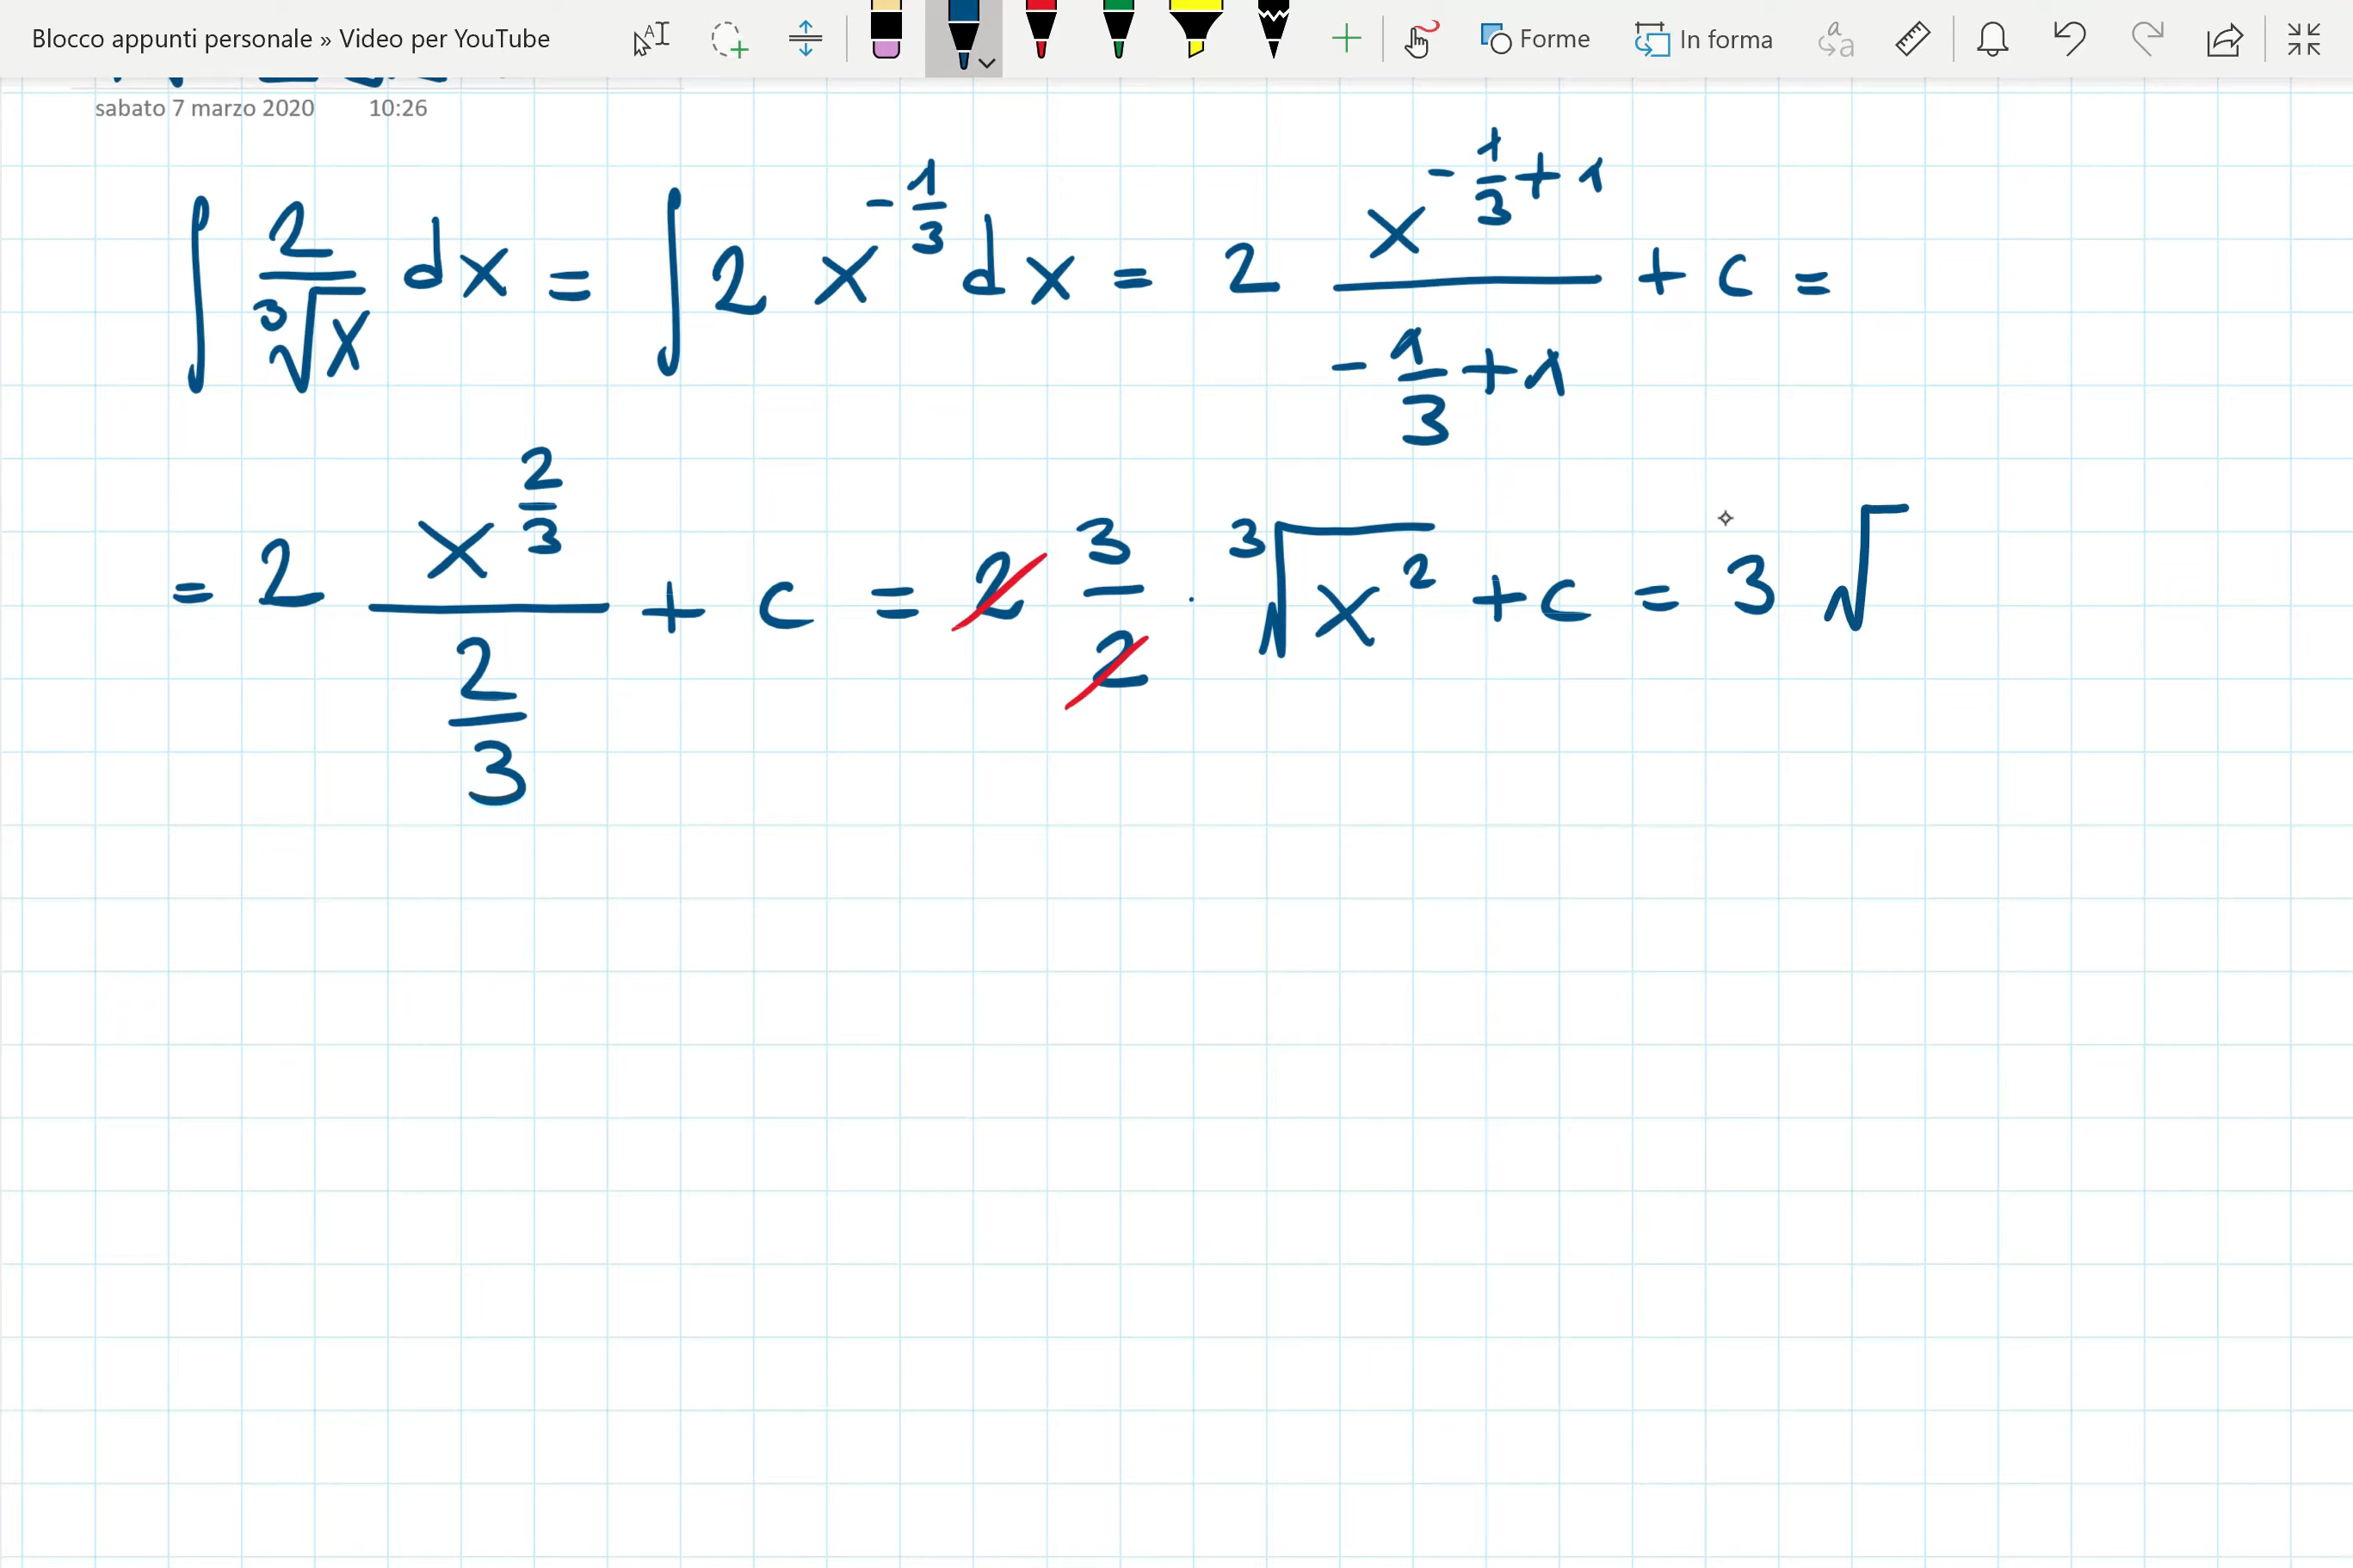 Blocco appunti personale » Video per YouTube Forme In forma
sabato 7 marzo 2020 10:26
∫ 2/∛x dx = ∫ 2 x^(-1/3) dx = 2 x^(-1/3+1)/(-1/3+1) + c =
= 2 x^(2/3)/(2/3) + c = 2 3/2 · ∛x² + c = 3 √